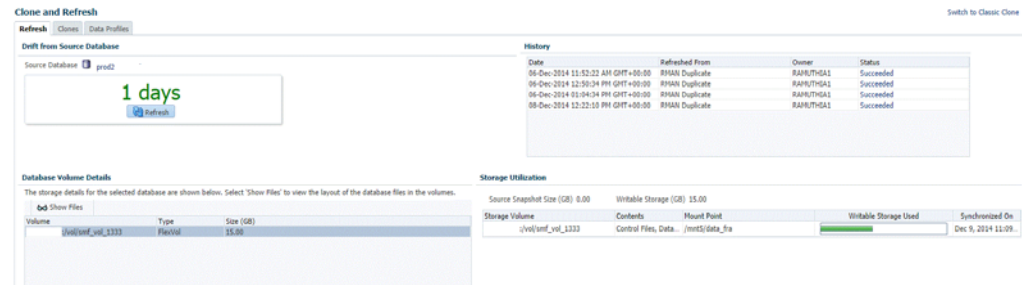 Clone and Refresh
Switch to Classic Clone
Refresh Clones Data Profiles
Drift from Source Database
Source Database prod2
1 days
Refresh
History
Date Refreshed From Owner Status
06-Dec-2014 11:52:22 AM GMT+00:00 RMAN Duplicate RAMUTHIA1 Succeeded
06-Dec-2014 12:50:34 PM GMT+00:00 RMAN Duplicate RAMUTHIA1 Succeeded
06-Dec-2014 01:04:34 PM GMT+00:00 RMAN Duplicate RAMUTHIA1 Succeeded
08-Dec-2014 12:22:10 PM GMT+00:00 RMAN Duplicate RAMUTHIA1 Succeeded
Database Volume Details
The storage details for the selected database are shown below. Select 'Show Files' to view the layout of the database files in the volumes.
Show Files
Volume Type Size (GB)
:/vol/smf_vol_1333 FlexVol 15.00
Storage Utilization
Source Snapshot Size (GB) 0.00 Writable Storage (GB) 15.00
Storage Volume Contents Mount Point Writable Storage Used Synchronized On
:/vol/smf_vol_1333 Control Files, Data... /mnt5/data_fra Dec 9, 2014 11:09...